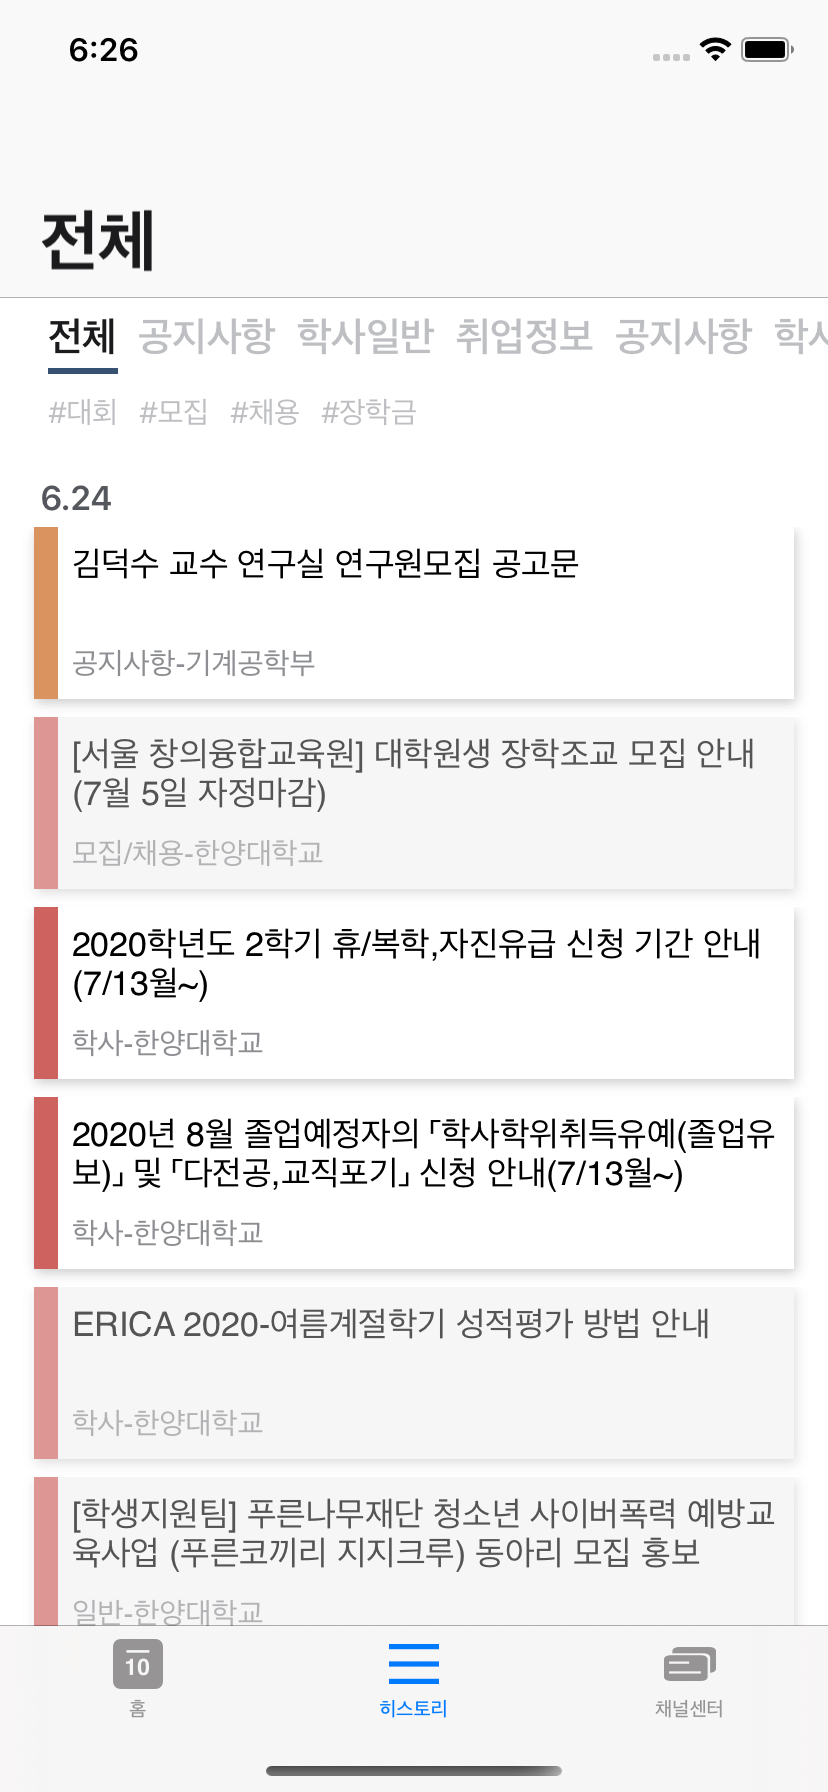 6:26
전체
전체 공지사항 학사일반 취업정보 공지사항 학사
#대회 #모집 #채용 #장학금
6.24
김덕수 교수 연구실 연구원모집 공고문
공지사항-기계공학부
[서울 창의융합교육원] 대학원생 장학조교 모집 안내
(7월 5일 자정마감)
모집/채용-한양대학교
2020학년도 2학기 휴/복학,자진유급 신청 기간 안내
(7/13월~)
학사-한양대학교
2020년 8월 졸업예정자의 ｢학사학위취득유예(졸업유
보)｣ 및 ｢다전공,교직포기｣ 신청 안내(7/13월~)
학사-한양대학교
ERICA 2020-여름계절학기 성적평가 방법 안내
학사-한양대학교
[학생지원팀] 푸른나무재단 청소년 사이버폭력 예방교
육사업 (푸른코끼리 지지크루) 동아리 모집 홍보
일반-한양대학교
10
홈 히스토리 채널센터